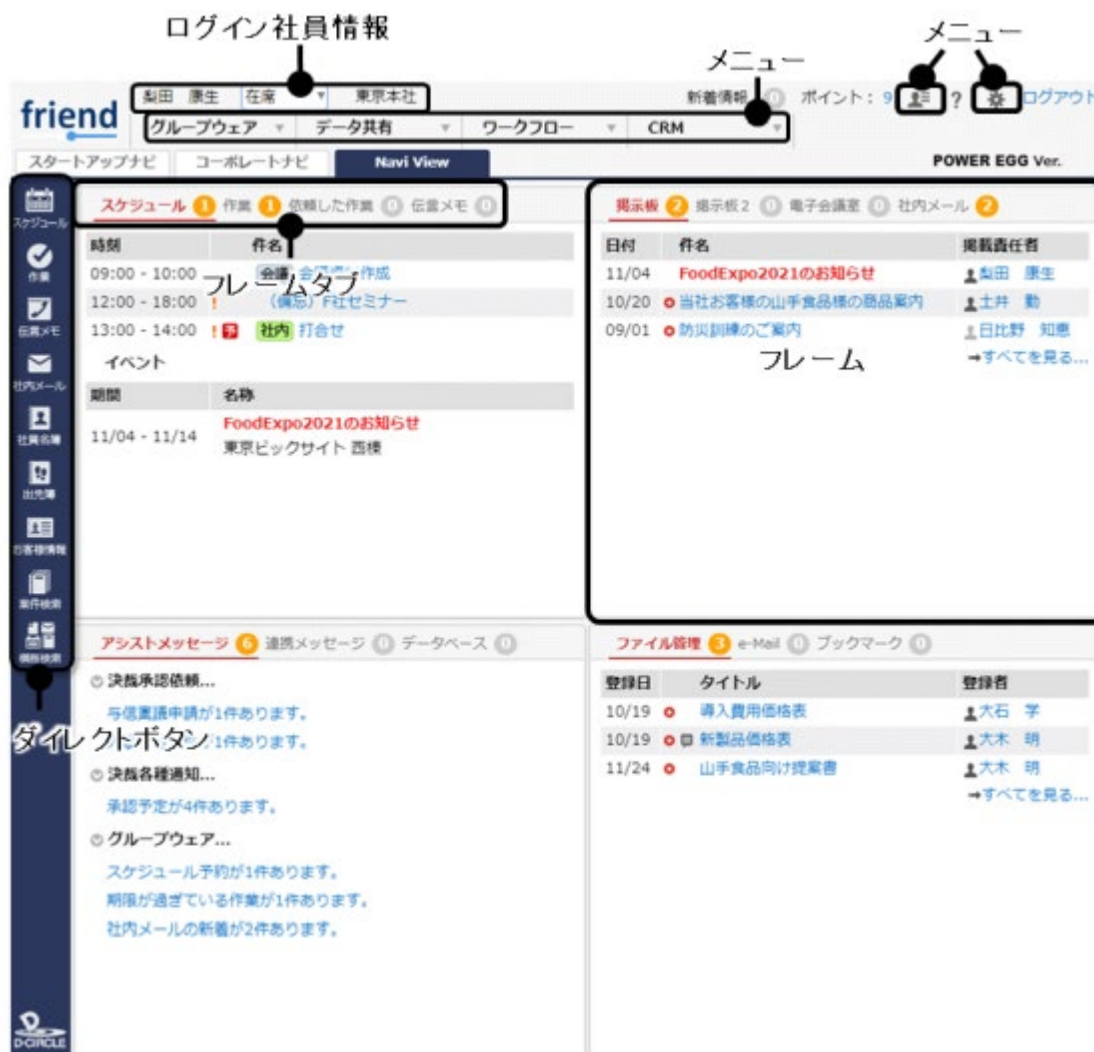 ログイン社員情報
メニュー
メニュー
friend
梨田 康生 在席 東京本社
新着情報 0 ポイント: 9 ? ログアウト
グループウェア データ共有 ワークフロー CRM
スタートアップナビ コーポレートナビ Navi View
POWER EGG Ver.
スケジュール
作業
伝言メモ
社内メール
社員名簿
出先簿
お客様情報
案件検索
横断検索
ダイレクトボタン
D-CIRCLE
スケジュール 1 作業 1 依頼した作業 0 伝言メモ 0
フレームタブ
時刻 件名
09:00 - 10:00 会議 作成
12:00 - 18:00 ! (備忘) F社セミナー
13:00 - 14:00 ! 予 社内 打合せ
イベント
期間 名称
11/04 - 11/14 FoodExpo2021のお知らせ
東京ビックサイト 西棟
掲示板 2 掲示板2 0 電子会議室 0 社内メール 2
日付 件名 掲載責任者
11/04 FoodExpo2021のお知らせ 梨田 康生
10/20 当社お客様の山手食品様の商品案内 土井 勤
09/01 防災訓練のご案内 日比野 知恵
フレーム
→すべてを見る...
アシストメッセージ 6 連携メッセージ 0 データベース 0
決裁承認依頼...
与信稟議申請が1件あります。
が1件あります。
決裁各種通知...
承認予定が4件あります。
グループウェア...
スケジュール予約が1件あります。
期限が過ぎている作業が1件あります。
社内メールの新着が2件あります。
ファイル管理 3 e-Mail 0 ブックマーク 0
登録日 タイトル 登録者
10/19 導入費用価格表 大石 学
10/19 新製品価格表 大木 明
11/24 山手食品向け提案書 大木 明
→すべてを見る...